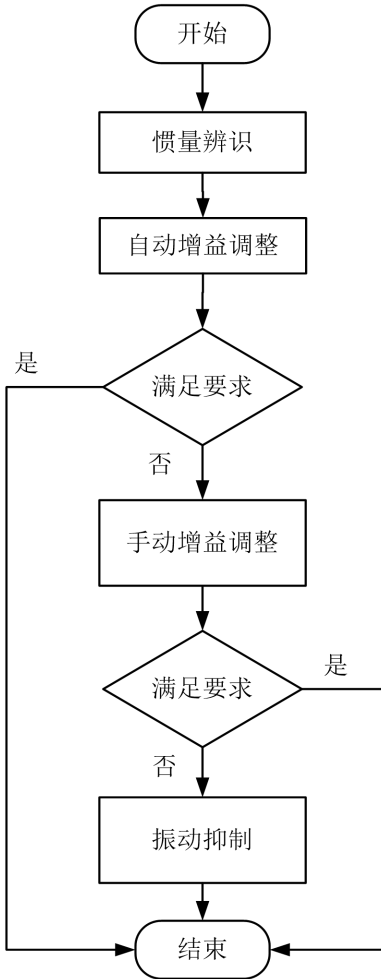 开始
惯量辨识
自动增益调整
是
满足要求
否
手动增益调整
是
满足要求
否
振动抑制
结束